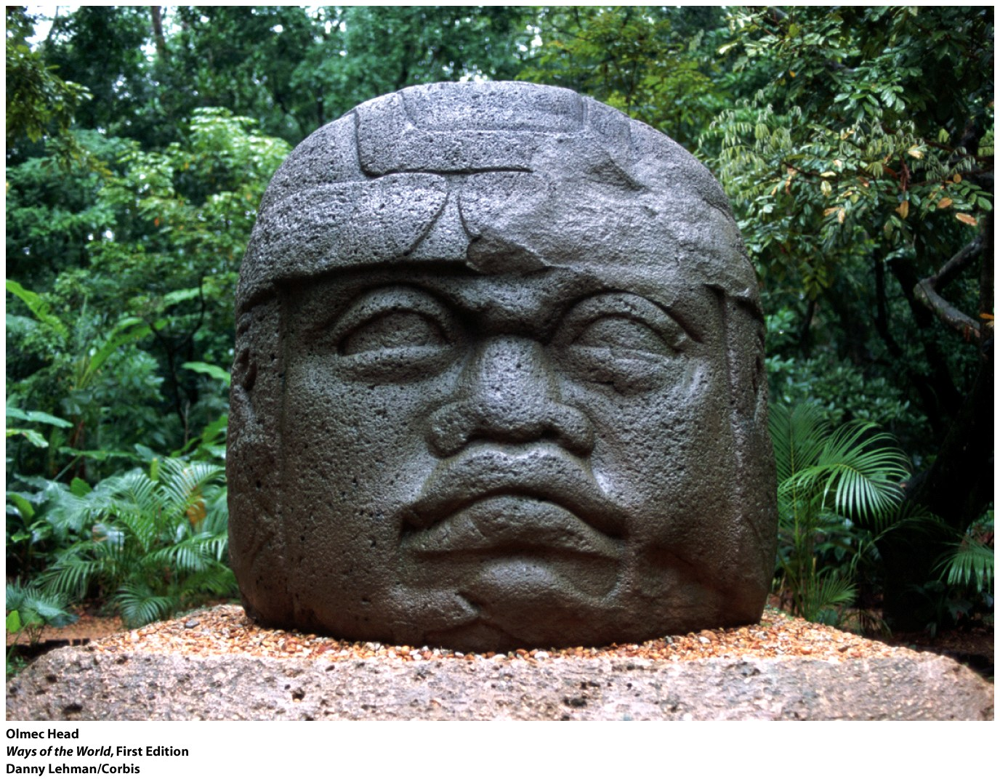 Olmec Head
Ways of the World, First Edition
Danny Lehman/Corbis